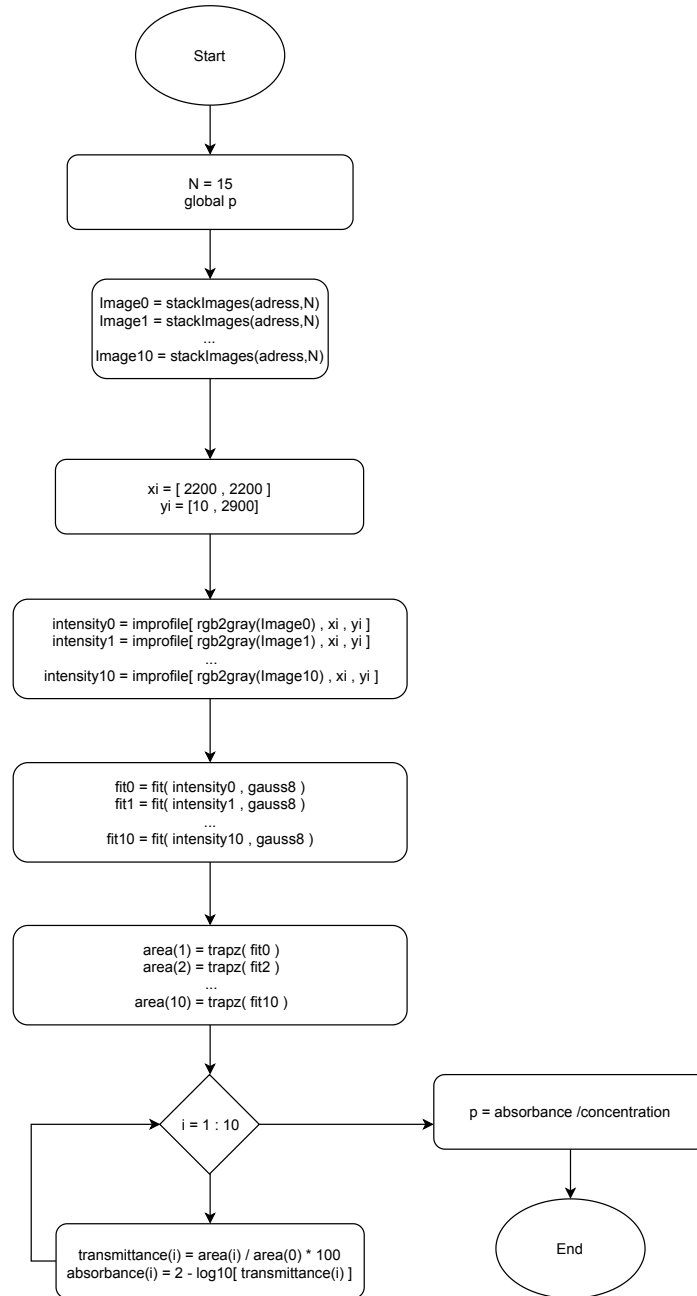 Start
N = 15
global p
Image0 = stackImages(adress,N)
Image1 = stackImages(adress,N)
...
Image10 = stackImages(adress,N)
xi = [ 2200 , 2200 ]
yi = [10 , 2900]
intensity0 = improfile[ rgb2gray(Image0) , xi , yi ]
intensity1 = improfile[ rgb2gray(Image1) , xi , yi ]
...
intensity10 = improfile[ rgb2gray(Image10) , xi , yi ]
fit0 = fit( intensity0 , gauss8 )
fit1 = fit( intensity1 , gauss8 )
...
fit10 = fit( intensity10 , gauss8 )
area(1) = trapz( fit0 )
area(2) = trapz( fit2 )
...
area(10) = trapz( fit10 )
i = 1 : 10
transmittance(i) = area(i) / area(0) * 100
absorbance(i) = 2 - log10[ transmittance(i) ]
p = absorbance /concentration
End